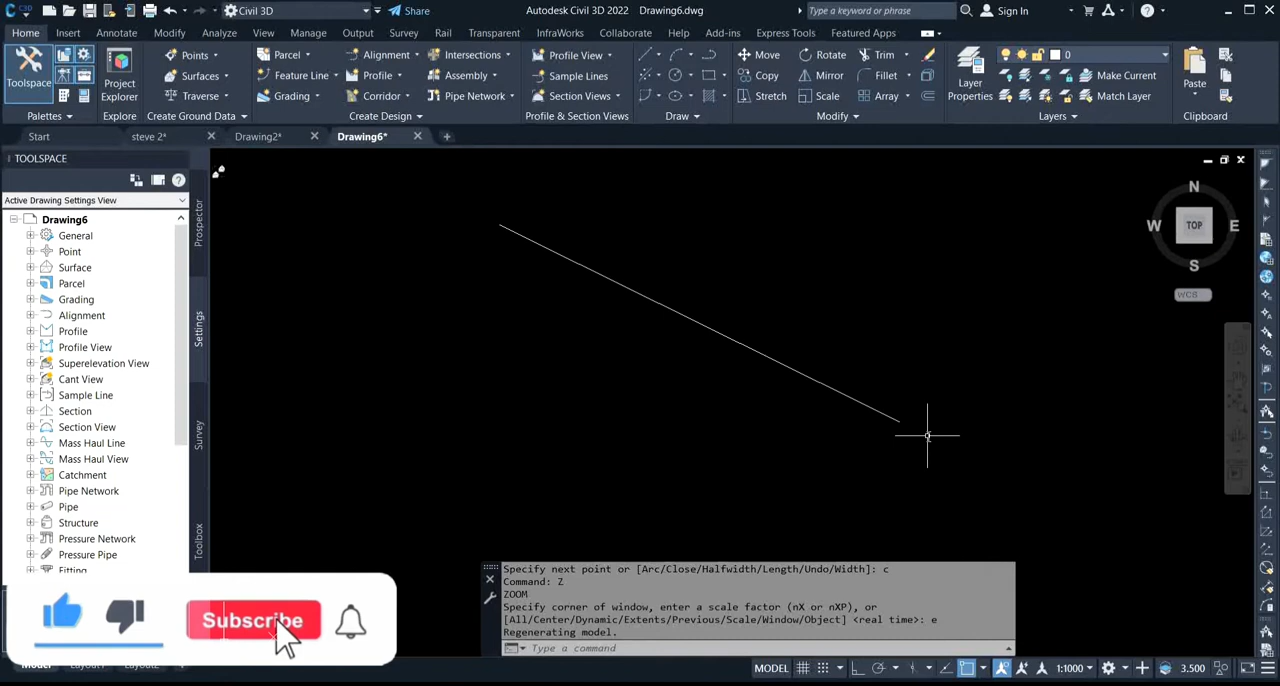 C3D Civil 3D Share Autodesk Civil 3D 2022 Drawing6.dwg Type a keyword or phrase Sign In
Home Insert Annotate Modify Analyze View Manage Output Survey Rail Transparent InfraWorks Collaborate Help Add-ins Express Tools Featured Apps
Toolspace
Project Explorer
Points
Surfaces
Traverse
Parcel
Feature Line
Grading
Alignment
Profile
Corridor
Intersections
Assembly
Pipe Network
Profile View
Sample Lines
Section Views
Move
Copy
Stretch
Rotate
Mirror
Scale
Trim
Fillet
Array
Layer Properties
0
Make Current
Match Layer
Paste
Palettes Explore Create Ground Data Create Design Profile & Section Views Draw Modify Layers Clipboard
Start steve 2* Drawing2* Drawing6*
TOOLSPACE
Active Drawing Settings View
Drawing6
General
Point
Surface
Parcel
Grading
Alignment
Profile
Profile View
Superelevation View
Cant View
Sample Line
Section
Section View
Mass Haul Line
Mass Haul View
Catchment
Pipe Network
Pipe
Structure
Pressure Network
Pressure Pipe
Fitting
Prospector
Settings
Survey
Toolbox
N
W TOP E
S
WCS
Specify next point or [Arc/Close/Halfwidth/Length/Undo/Width]: c
Command: Z
ZOOM
Specify corner of window, enter a scale factor (nX or nXP), or
[All/Center/Dynamic/Extents/Previous/Scale/Window/Object] <real time>: e
Regenerating model.
Type a command
Subscribe
Model Layout1 Layout2
MODEL 1:1000 3.500